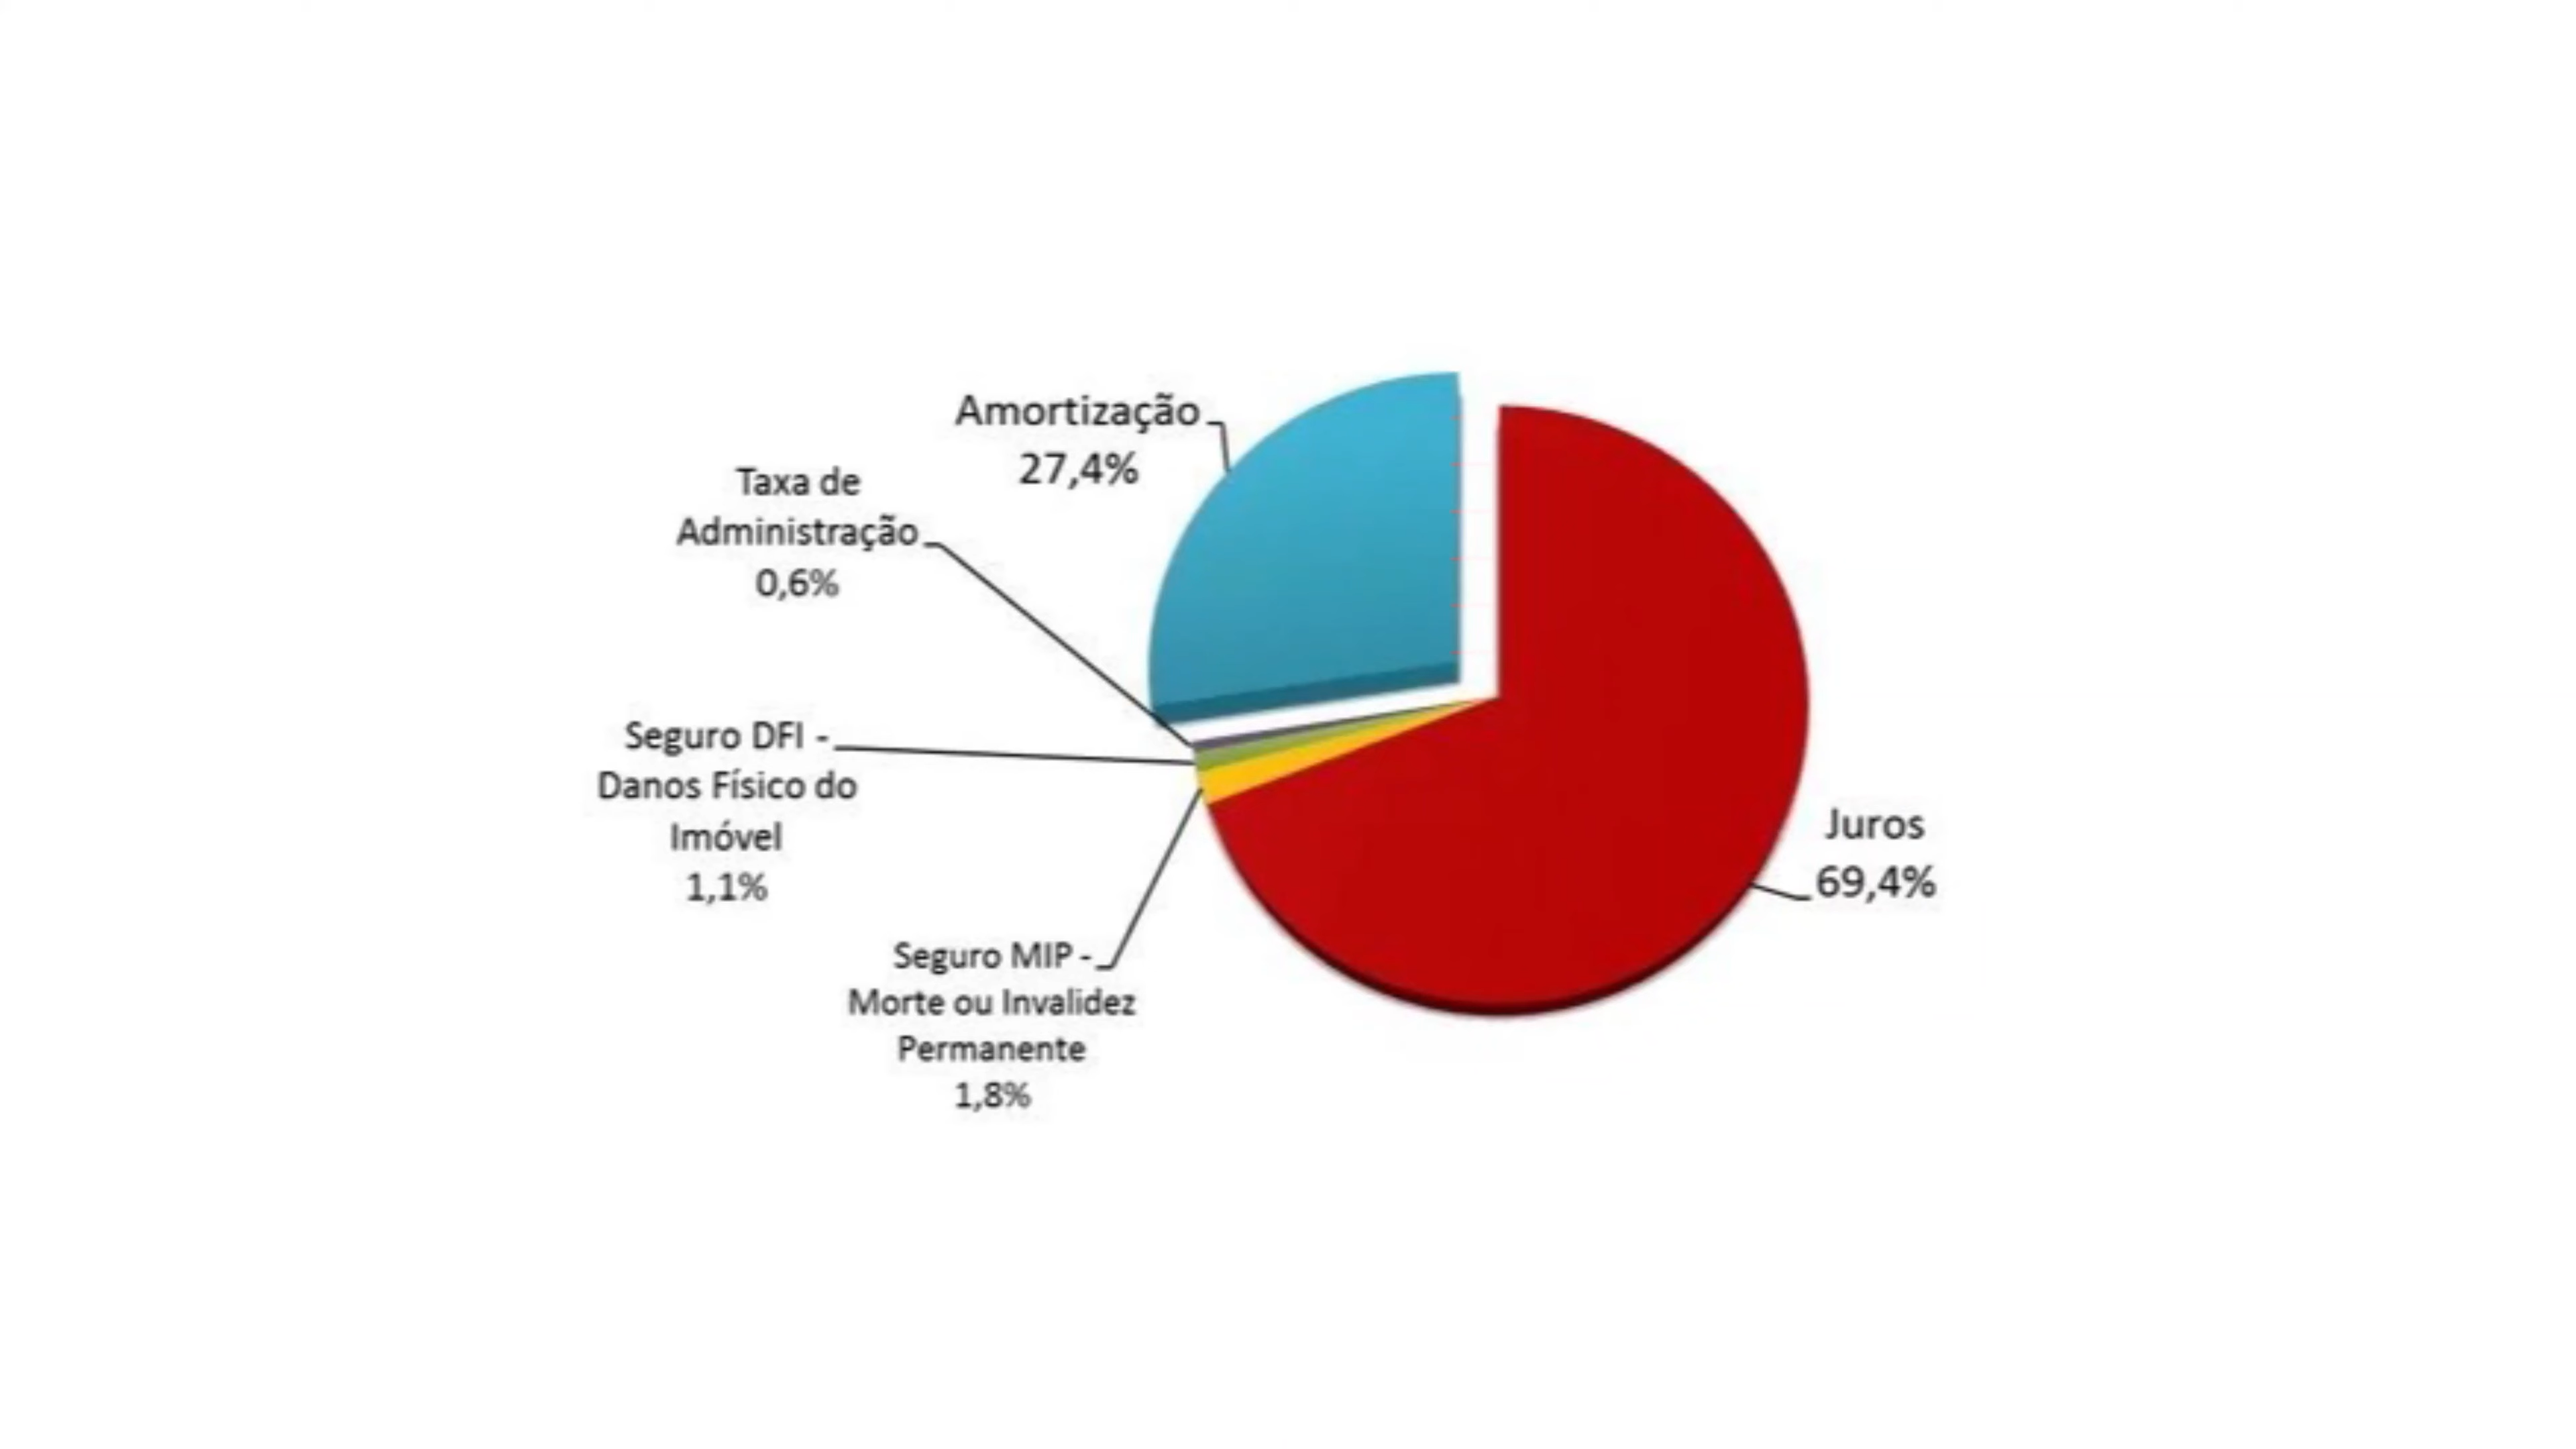 Amortização
27,4%
Taxa de
Administração
0,6%
Seguro DFI -
Danos Físico do
Imóvel
1,1%
Seguro MIP -
Morte ou Invalidez
Permanente
1,8%
Juros
69,4%